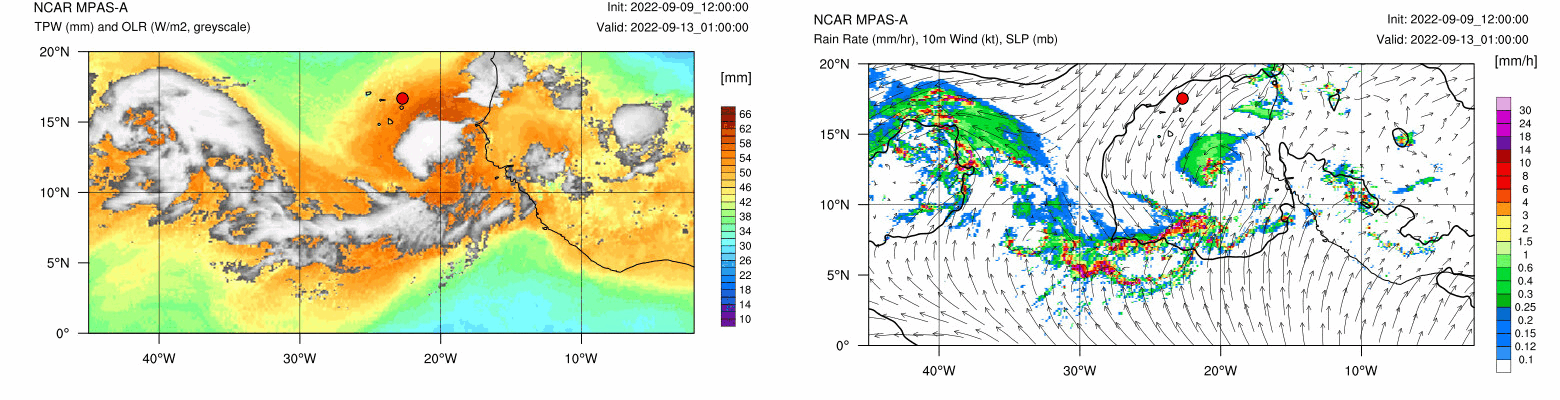 NCAR MPAS-A
Init: 2022-09-09_12:00:00
TPW (mm) and OLR (W/m2, greyscale)
Valid: 2022-09-13_01:00:00
20°N
15°N
10°N
5°N
0°
40°W
30°W
20°W
10°W
[mm]
66
62
58
54
50
46
42
38
34
30
26
22
18
14
10
NCAR MPAS-A
Init: 2022-09-09_12:00:00
Rain Rate (mm/hr), 10m Wind (kt), SLP (mb)
Valid: 2022-09-13_01:00:00
20°N
15°N
10°N
5°N
0°
40°W
30°W
20°W
10°W
[mm/h]
30
24
18
14
10
8
6
4
3
2
1.5
1
0.6
0.4
0.3
0.25
0.2
0.15
0.12
0.1